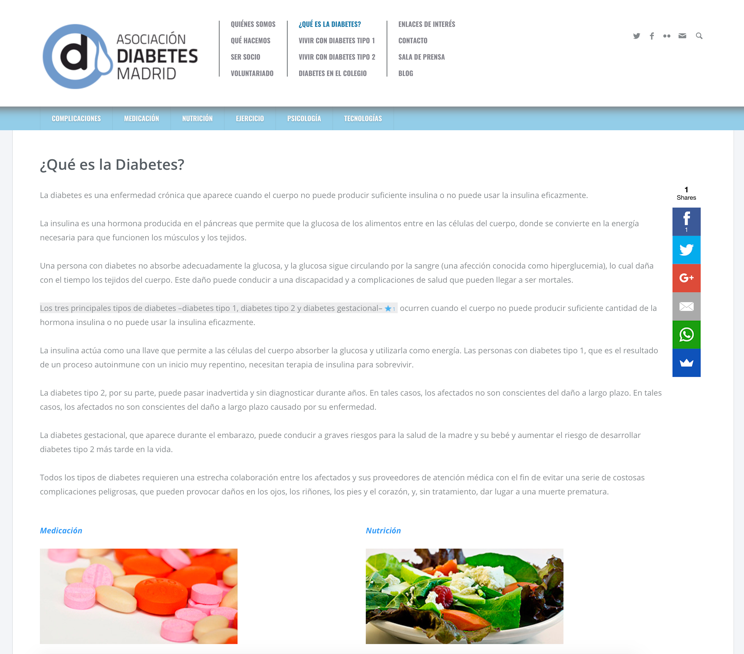 ASOCIACIÓN
DIABETES
MADRID
QUIÉNES SOMOS
QUÉ HACEMOS
SER SOCIO
VOLUNTARIADO
¿QUÉ ES LA DIABETES?
VIVIR CON DIABETES TIPO 1
VIVIR CON DIABETES TIPO 2
DIABETES EN EL COLEGIO
ENLACES DE INTERÉS
CONTACTO
SALA DE PRENSA
BLOG
COMPLICACIONES MEDICACIÓN NUTRICIÓN EJERCICIO PSICOLOGÍA TECNOLOGÍAS
¿Qué es la Diabetes?
La diabetes es una enfermedad crónica que aparece cuando el cuerpo no puede producir suficiente insulina o no puede usar la insulina eficazmente.
La insulina es una hormona producida en el páncreas que permite que la glucosa de los alimentos entre en las células del cuerpo, donde se convierte en la energía
necesaria para que funcionen los músculos y los tejidos.
Una persona con diabetes no absorbe adecuadamente la glucosa, y la glucosa sigue circulando por la sangre (una afección conocida como hiperglucemia), lo cual daña
con el tiempo los tejidos del cuerpo. Este daño puede conducir a una discapacidad y a complicaciones de salud que pueden llegar a ser mortales.
Los tres principales tipos de diabetes –diabetes tipo 1, diabetes tipo 2 y diabetes gestacional– ocurren cuando el cuerpo no puede producir suficiente cantidad de la
hormona insulina o no puede usar la insulina eficazmente.
La insulina actúa como una llave que permite a las células del cuerpo absorber la glucosa y utilizarla como energía. Las personas con diabetes tipo 1, que es el resultado
de un proceso autoinmune con un inicio muy repentino, necesitan terapia de insulina para sobrevivir.
La diabetes tipo 2, por su parte, puede pasar inadvertida y sin diagnosticar durante años. En tales casos, los afectados no son conscientes del daño a largo plazo. En tales
casos, los afectados no son conscientes del daño a largo plazo causado por su enfermedad.
La diabetes gestacional, que aparece durante el embarazo, puede conducir a graves riesgos para la salud de la madre y su bebé y aumentar el riesgo de desarrollar
diabetes tipo 2 más tarde en la vida.
Todos los tipos de diabetes requieren una estrecha colaboración entre los afectados y sus proveedores de atención médica con el fin de evitar una serie de costosas
complicaciones peligrosas, que pueden provocar daños en los ojos, los riñones, los pies y el corazón, y, sin tratamiento, dar lugar a una muerte prematura.
1
Shares
1
G+
Medicación
Nutrición